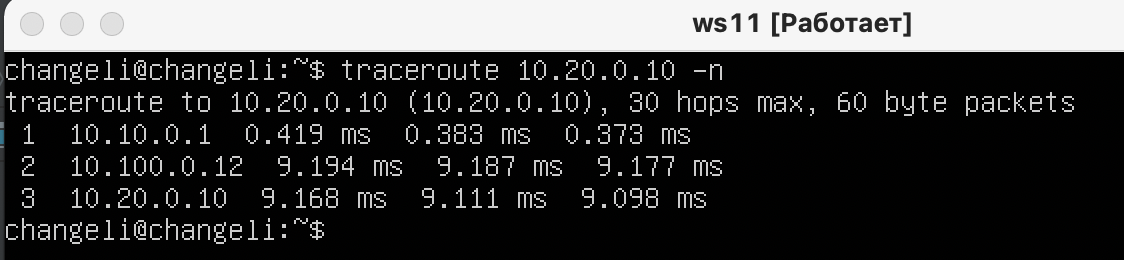 ws11 [Работает]
changeli@changeli:~$ traceroute 10.20.0.10 -n
traceroute to 10.20.0.10 (10.20.0.10), 30 hops max, 60 byte packets
 1  10.10.0.1  0.419 ms  0.383 ms  0.373 ms
 2  10.100.0.12  9.194 ms  9.187 ms  9.177 ms
 3  10.20.0.10  9.168 ms  9.111 ms  9.098 ms
changeli@changeli:~$